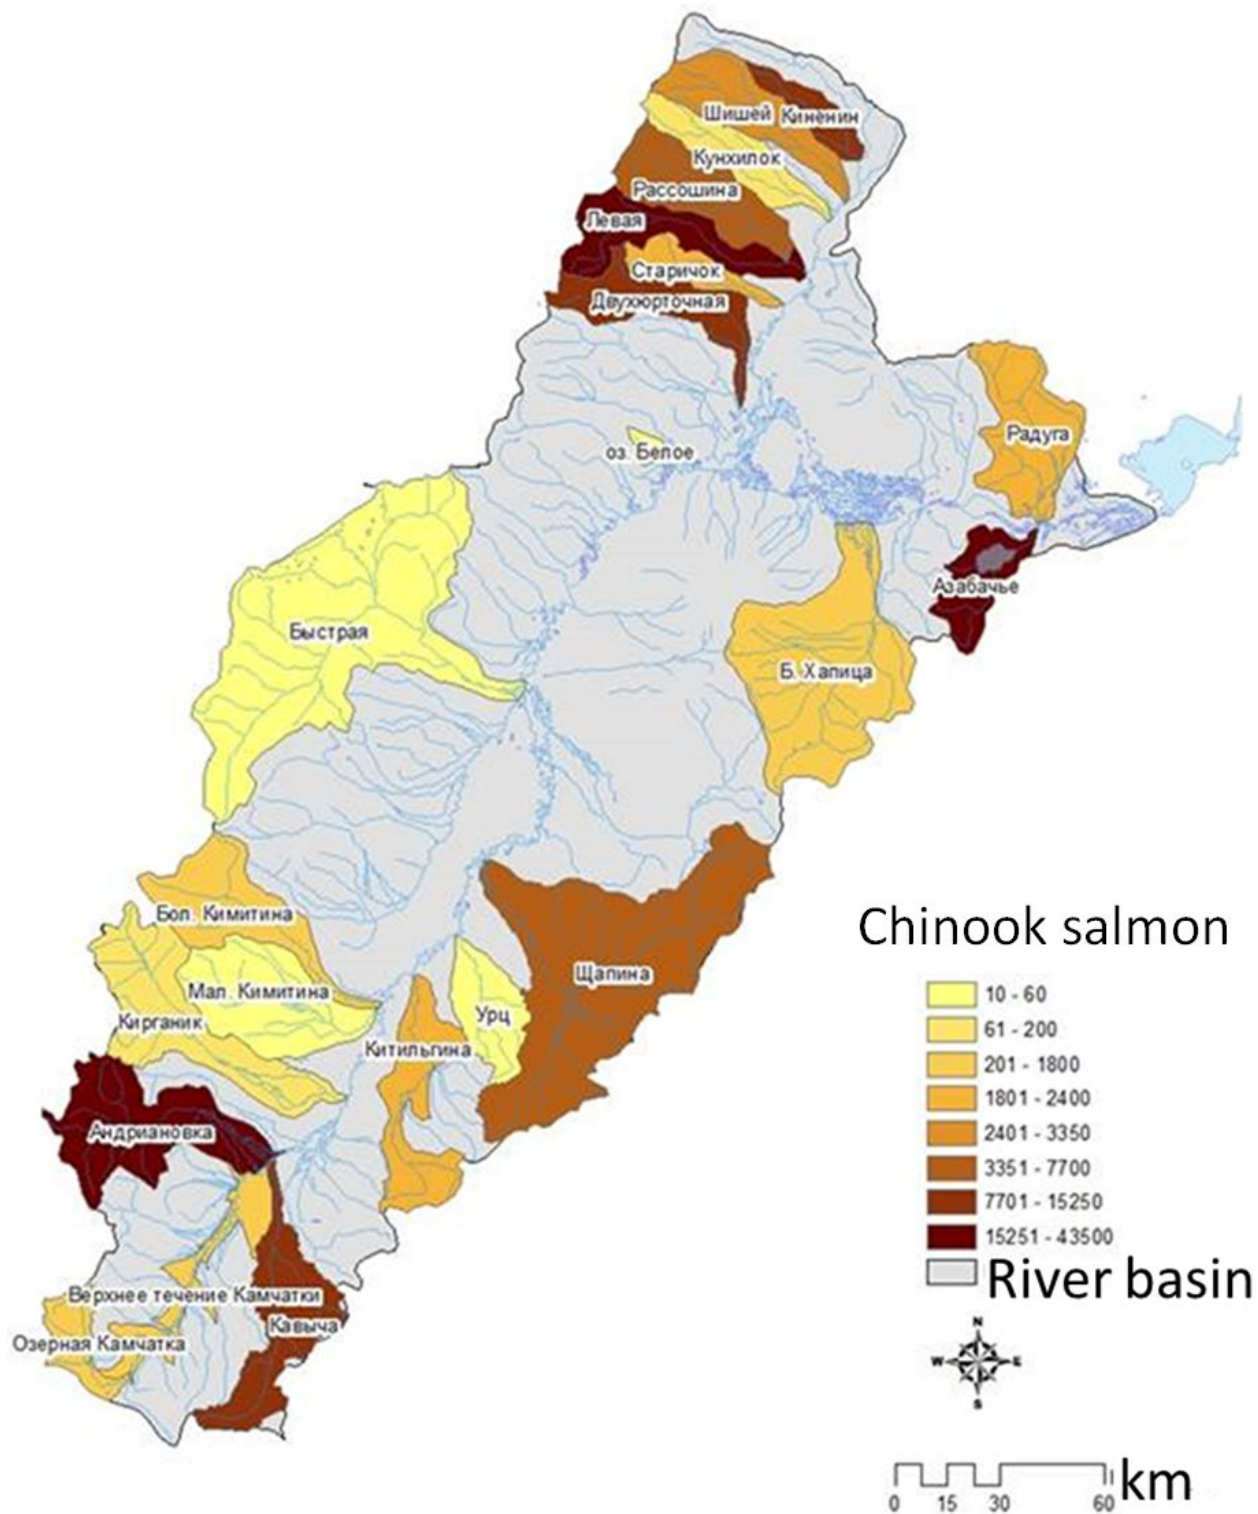 Шишей Киненин
Кунхилок
Рассошина
Левая
Старичок
Двухюрточная
Радуга
оз. Белое
Азабачье
Быстрая
Б. Хапица
Бол. Кимитина
Щапина
Мал. Кимитина
Урц
Кирганик
Китильгина
Андриановка
Верхнее течение Камчатки
Кавыча
Озерная Камчатка
Chinook salmon
10 - 60
61 - 200
201 - 1800
1801 - 2400
2401 - 3350
3351 - 7700
7701 - 15250
15251 - 43500
River basin
N
W E
S
km
0 15 30 60